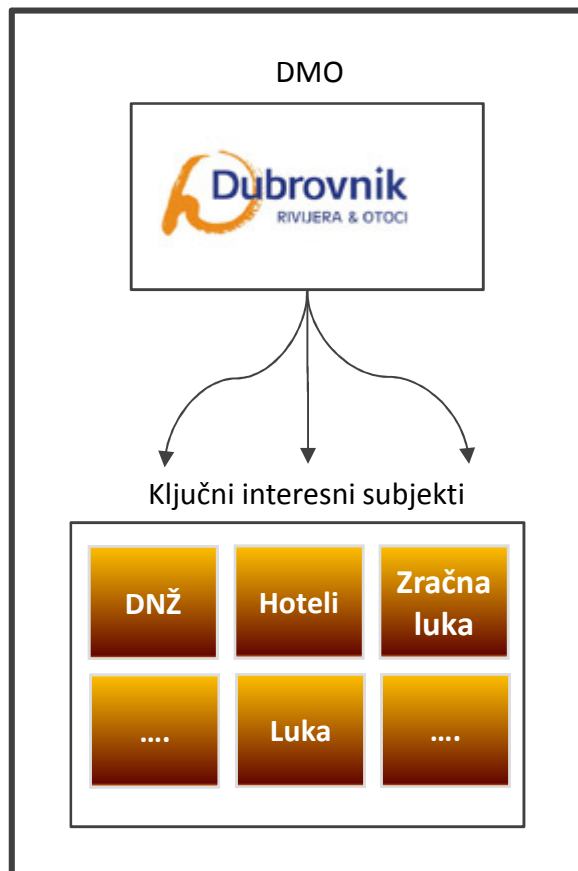 DMO
Dubrovnik
RIVIJERA & OTOCI
Ključni interesni subjekti
DNŽ
Hoteli
Zračna
luka
....
Luka
....